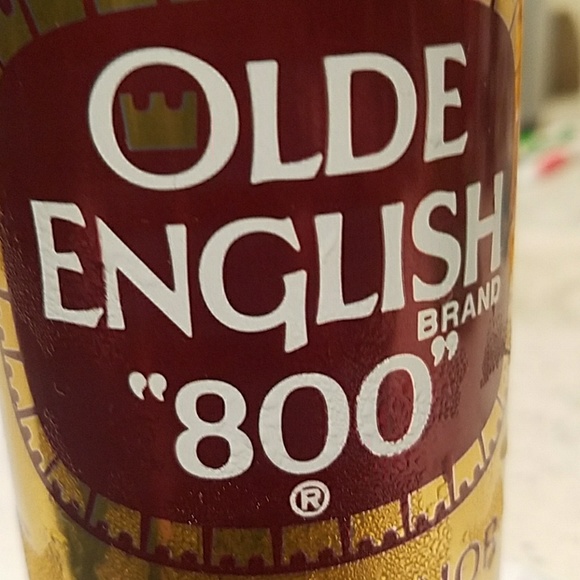 OLDE
ENGLISH
BRAND
“800”
®